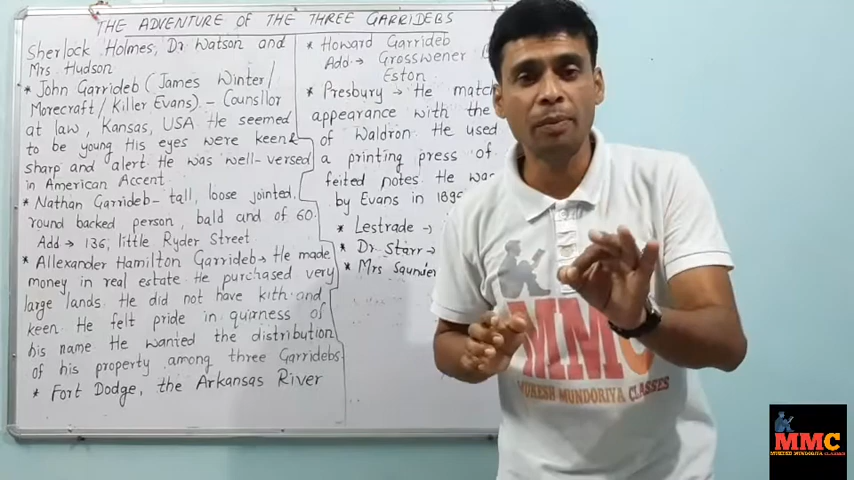 THE ADVENTURE OF THE THREE GARRIDEBS
SHERLOCK HOLMES, DR WATSON AND
MRS HUDSON
* JOHN GARRIDEB (JAMES WINTER/
MORECRAFT/ KILLER EVANS) - COUNSLLOR
AT LAW, KANSAS, USA. HE SEEMED
TO BE YOUNG, HIS EYES WERE KEEN &
SHARP AND ALERT. HE WAS WELL-VERSED
IN AMERICAN ACCENT.
* NATHAN GARRIDEB - TALL, LOOSE JOINTED,
ROUND BACKED PERSON, BALD AND OF 60.
ADD → 136, LITTLE RYDER STREET
* ALLEXANDER HAMILTON GARRIDEB → HE MADE
MONEY IN REAL ESTATE. HE PURCHASED VERY
LARGE LANDS. HE DID NOT HAVE KITH AND
KEEN. HE FELT PRIDE IN QUIRNESS OF
HIS NAME. HE WANTED THE DISTRIBUTION
OF HIS PROPERTY AMONG THREE GARRIDEBS.
* FORT DODGE, THE ARKANSAS RIVER
* HOWARD GARRIDEB
ADD → GROSSWENER
ESTON
* PRESBURY → HE MATCH
APPEARANCE WITH THE
OF WALDRON. HE USED
A PRINTING PRESS OF
FEITED NOTES. HE W
BY EVANS IN 189
* LESTRADE →
* DR STARR →
* MRS SAUNDER
MMC
MUKESH MUNDORIYA CLASSES
MMC
MUKESH MUNDORIYA CLASSES